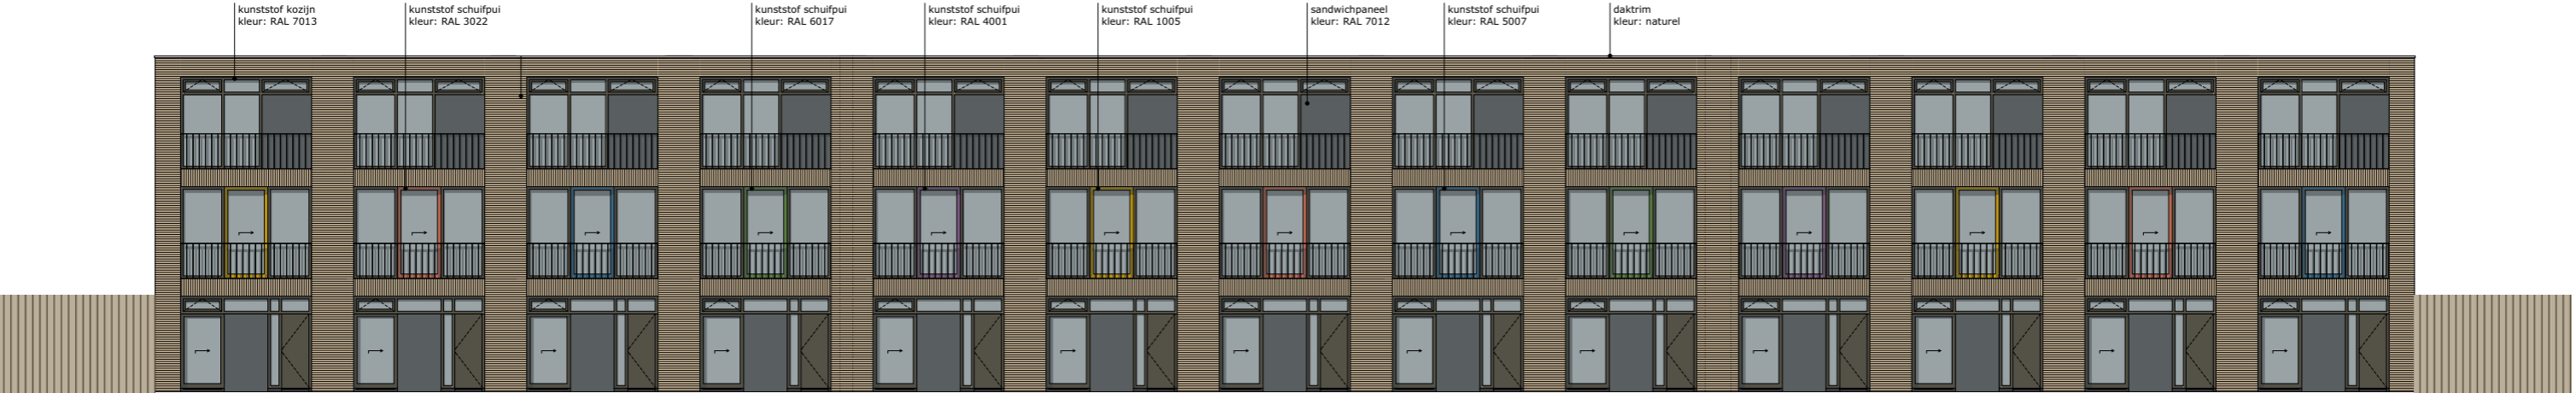 kunststof kozijn
kleur: RAL 7013
kunststof schuifpui
kleur: RAL 3022
kunststof schuifpui
kleur: RAL 6017
kunststof schuifpui
kleur: RAL 4001
kunststof schuifpui
kleur: RAL 1005
sandwichpaneel
kleur: RAL 7012
kunststof schuifpui
kleur: RAL 5007
daktrim
kleur: naturel